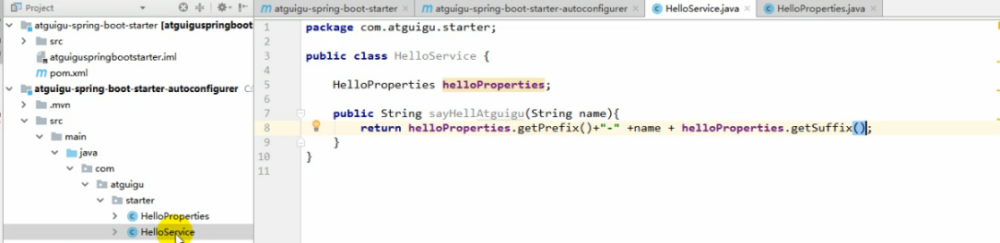 Project
atguigu-spring-boot-starter [atguiguspringboot
src
atguiguspringbootstarter.iml
pom.xml
atguigu-spring-boot-starter-autoconfigurer C:
.mvn
src
main
java
com
atguigu
starter
HelloProperties
HelloService
atguigu-spring-boot-starter
atguigu-spring-boot-starter-autoconfigurer
HelloService.java
HelloProperties.java
1 package com.atguigu.starter;
2
3 public class HelloService {
4
5 HelloProperties helloProperties;
6
7 public String sayHellAtguigu(String name){
8 return helloProperties.getPrefix()+"-" +name + helloProperties.getSuffix();
9 }
10 }
11